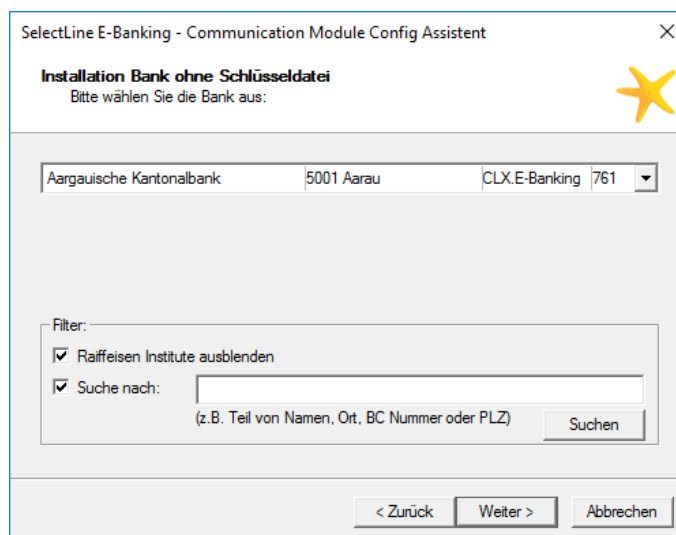 SelectLine E-Banking - Communication Module Config Assistent
Installation Bank ohne Schlüsseldatei
Bitte wählen Sie die Bank aus:
Aargauische Kantonalbank 5001 Aarau CLX.E-Banking 761
Filter:
Raiffeisen Institute ausblenden
Suche nach:
(z.B. Teil von Namen, Ort, BC Nummer oder PLZ) Suchen
< Zurück Weiter > Abbrechen